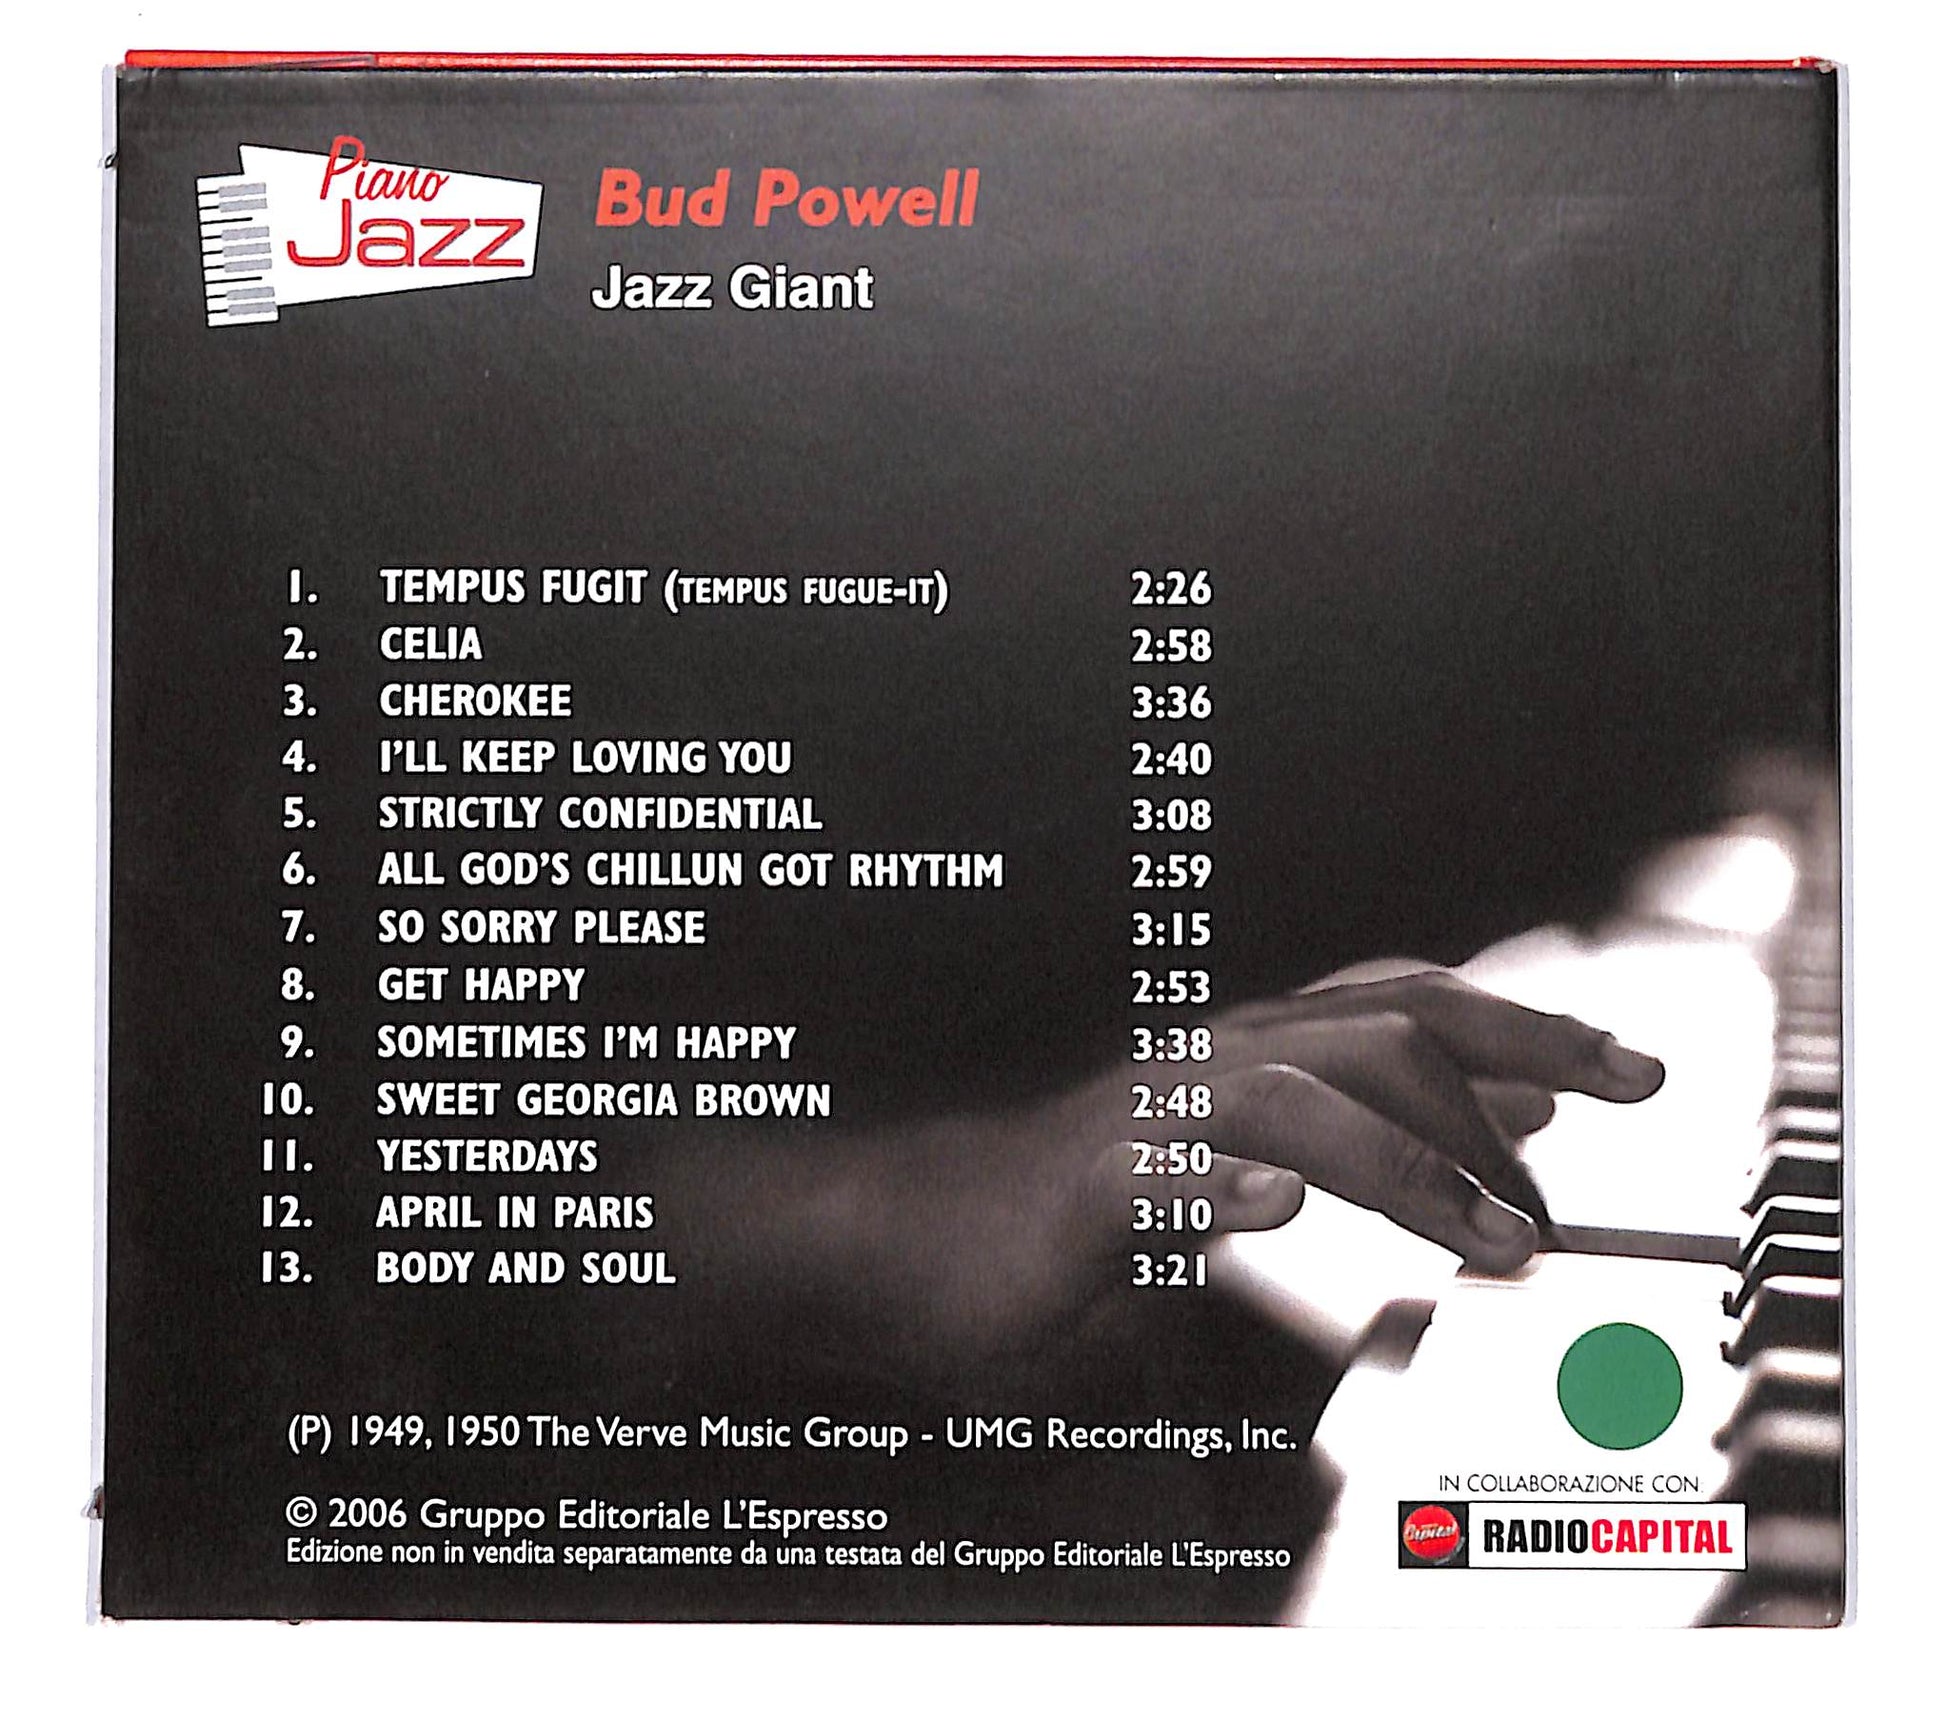 Piano
Jazz
Bud Powell
Jazz Giant
1. TEMPUS FUGIT (TEMPUS FUGUE-IT) 2:26
2. CELIA 2:58
3. CHEROKEE 3:36
4. I'LL KEEP LOVING YOU 2:40
5. STRICTLY CONFIDENTIAL 3:08
6. ALL GOD'S CHILLUN GOT RHYTHM 2:59
7. SO SORRY PLEASE 3:15
8. GET HAPPY 2:53
9. SOMETIMES I'M HAPPY 3:38
10. SWEET GEORGIA BROWN 2:48
11. YESTERDAYS 2:50
12. APRIL IN PARIS 3:10
13. BODY AND SOUL 3:21
(P) 1949, 1950 The Verve Music Group - UMG Recordings, Inc.
© 2006 Gruppo Editoriale L'Espresso
Edizione non in vendita separatamente da una testata del Gruppo Editoriale L'Espresso
IN COLLABORAZIONE CON:
Capital
RADIOCAPITAL